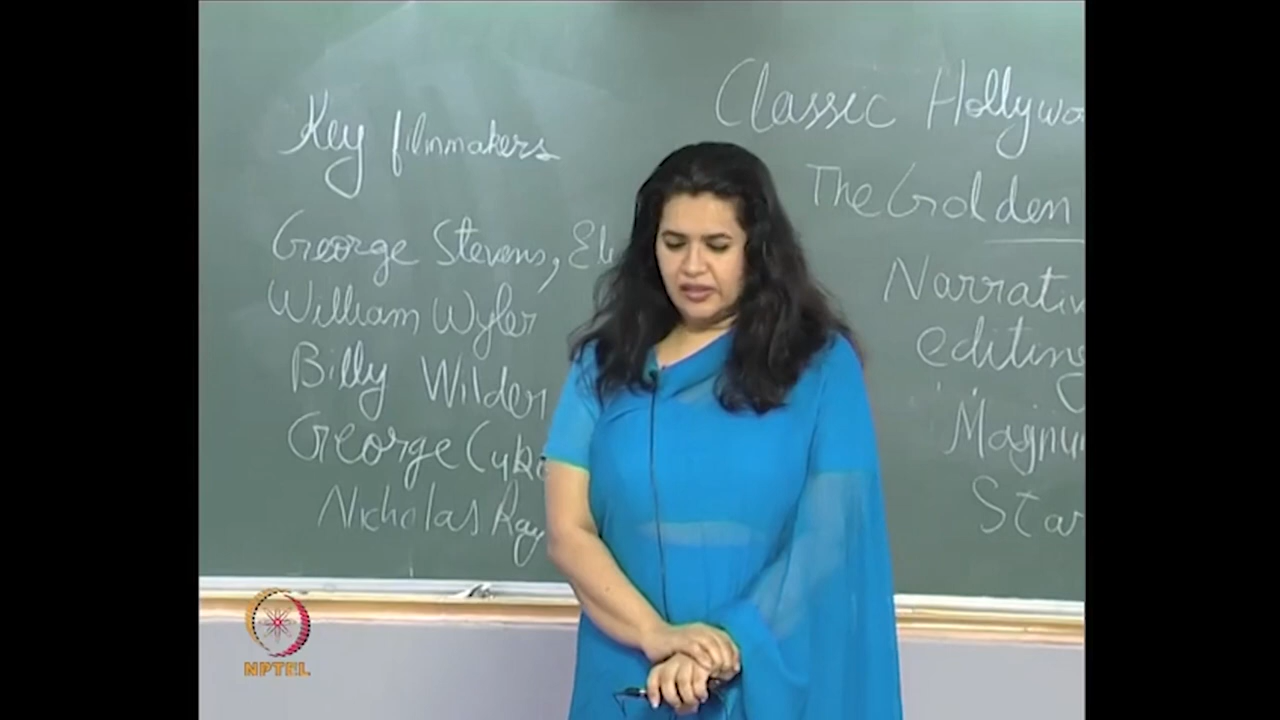 Key filmmakers
George Stevens, El
William Wyler
Billy Wilder
George Cuko
Nicholas Ray
Classic Hollywo
The Golden
Narrativ
editing
Magnu
Star
NPTEL